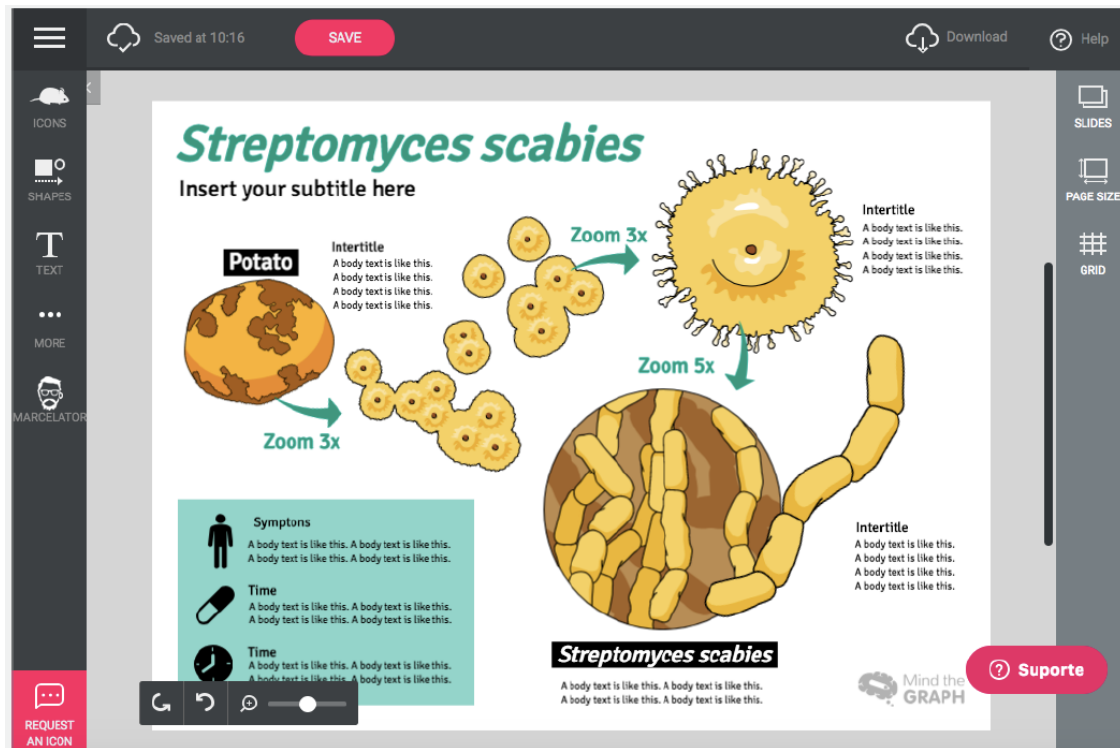 Saved at 10:16
SAVE
Download
Help
ICONS
SHAPES
TEXT
MORE
MARCELATOR
REQUEST
AN ICON
SLIDES
PAGE SIZE
GRID
Streptomyces scabies
Insert your subtitle here
Potato
Intertitle
A body text is like this.
A body text is like this.
A body text is like this.
A body text is like this.
Zoom 3x
Zoom 3x
Intertitle
A body text is like this.
A body text is like this.
A body text is like this.
A body text is like this.
Zoom 5x
Symptons
A body text is like this. A body text is like this.
A body text is like this. A body text is like this.
Time
A body text is like this. A body text is like this.
A body text is like this. A body text is like this.
Time
A body text is like this. A body text is like this.
A body text is like this. A body text is like this.
Intertitle
A body text is like this.
A body text is like this.
A body text is like this.
A body text is like this.
Streptomyces scabies
A body text is like this. A body text is like this.
A body text is like this. A body text is like this.
Mind the
GRAPH
Suporte